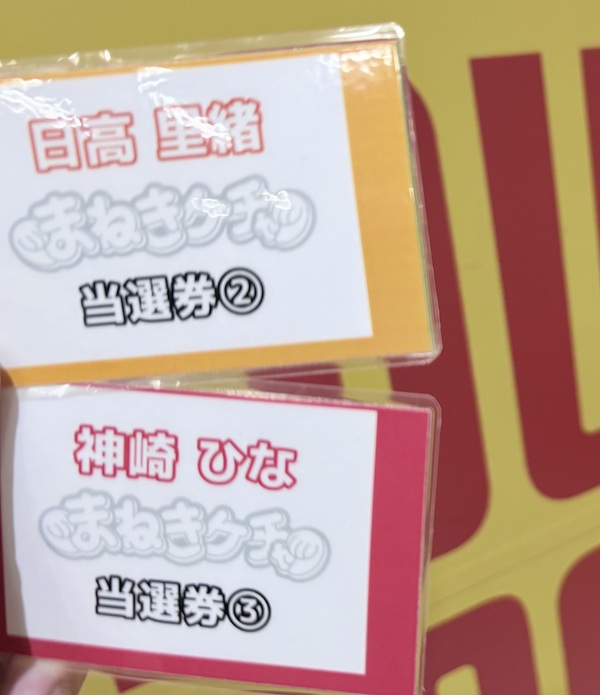 日高 里緒
まねきケチャ
当選券②
神崎 ひな
まねきケチャ
当選券③